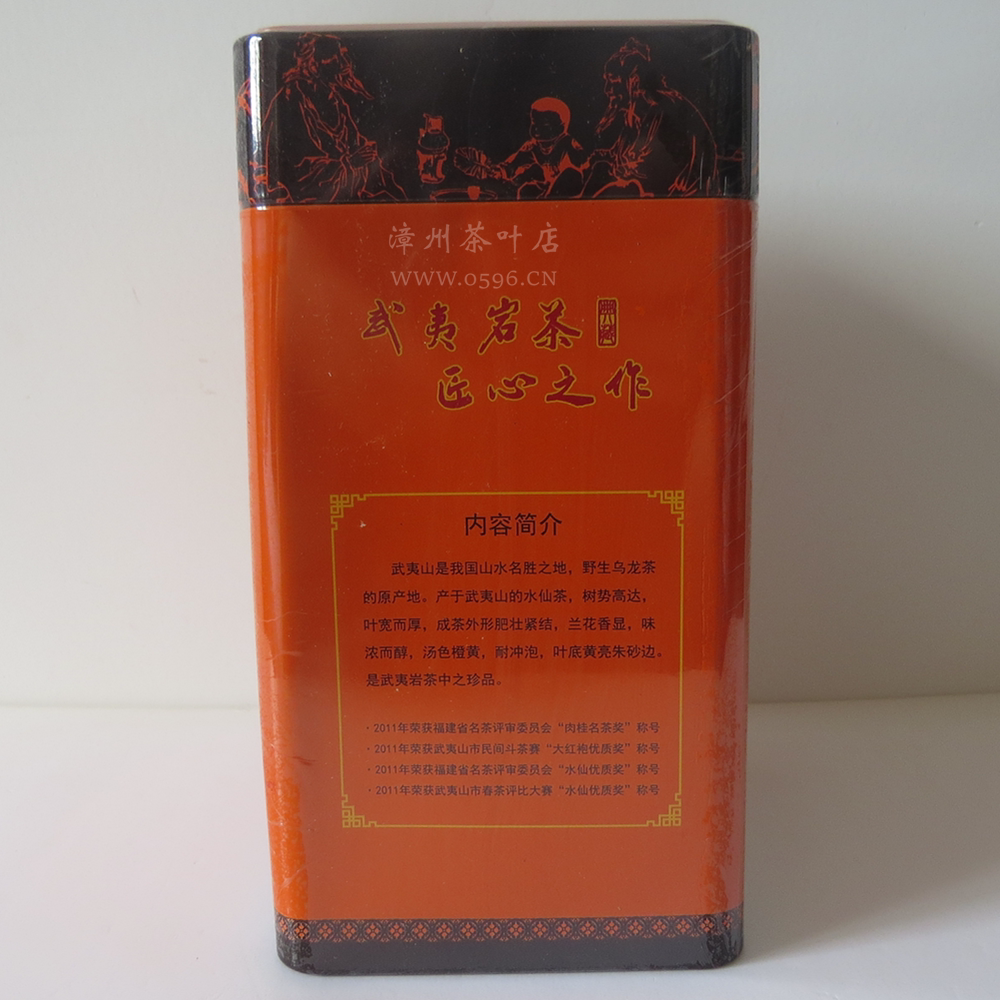 漳州茶叶店
WWW.0596.CN
武夷岩茶
匠心之作
内容简介
武夷山是我国山水名胜之地，野生乌龙茶
的原产地。产于武夷山的水仙茶，树势高达，
叶宽而厚，成茶外形肥壮紧结，兰花香显，味
浓而醇，汤色橙黄，耐冲泡，叶底黄亮朱砂边。
是武夷岩茶中之珍品。
·2011年荣获福建省名茶评审委员会“肉桂名茶奖”称号
·2011年荣获武夷山市民间斗茶赛“大红袍优质奖”称号
·2011年荣获福建省名茶评审委员会“水仙优质奖”称号
·2011年荣获武夷山市春茶评比大赛“水仙优质奖”称号